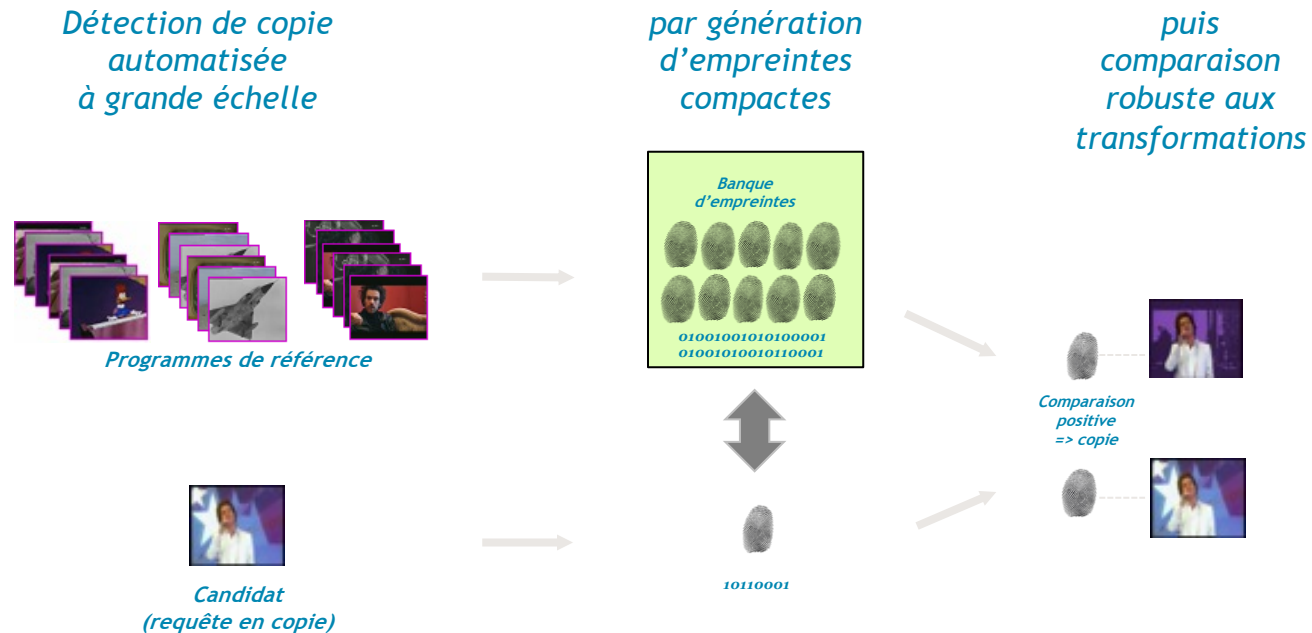 Détection de copie
automatisée
à grande échelle
par génération
d'empreintes
compactes
puis
comparaison
robuste aux
transformations
Banque
d'empreintes
01001001010100001
01001010010110001
Programmes de référence
Comparaison
positive
=> copie
Candidat
(requête en copie)
10110001